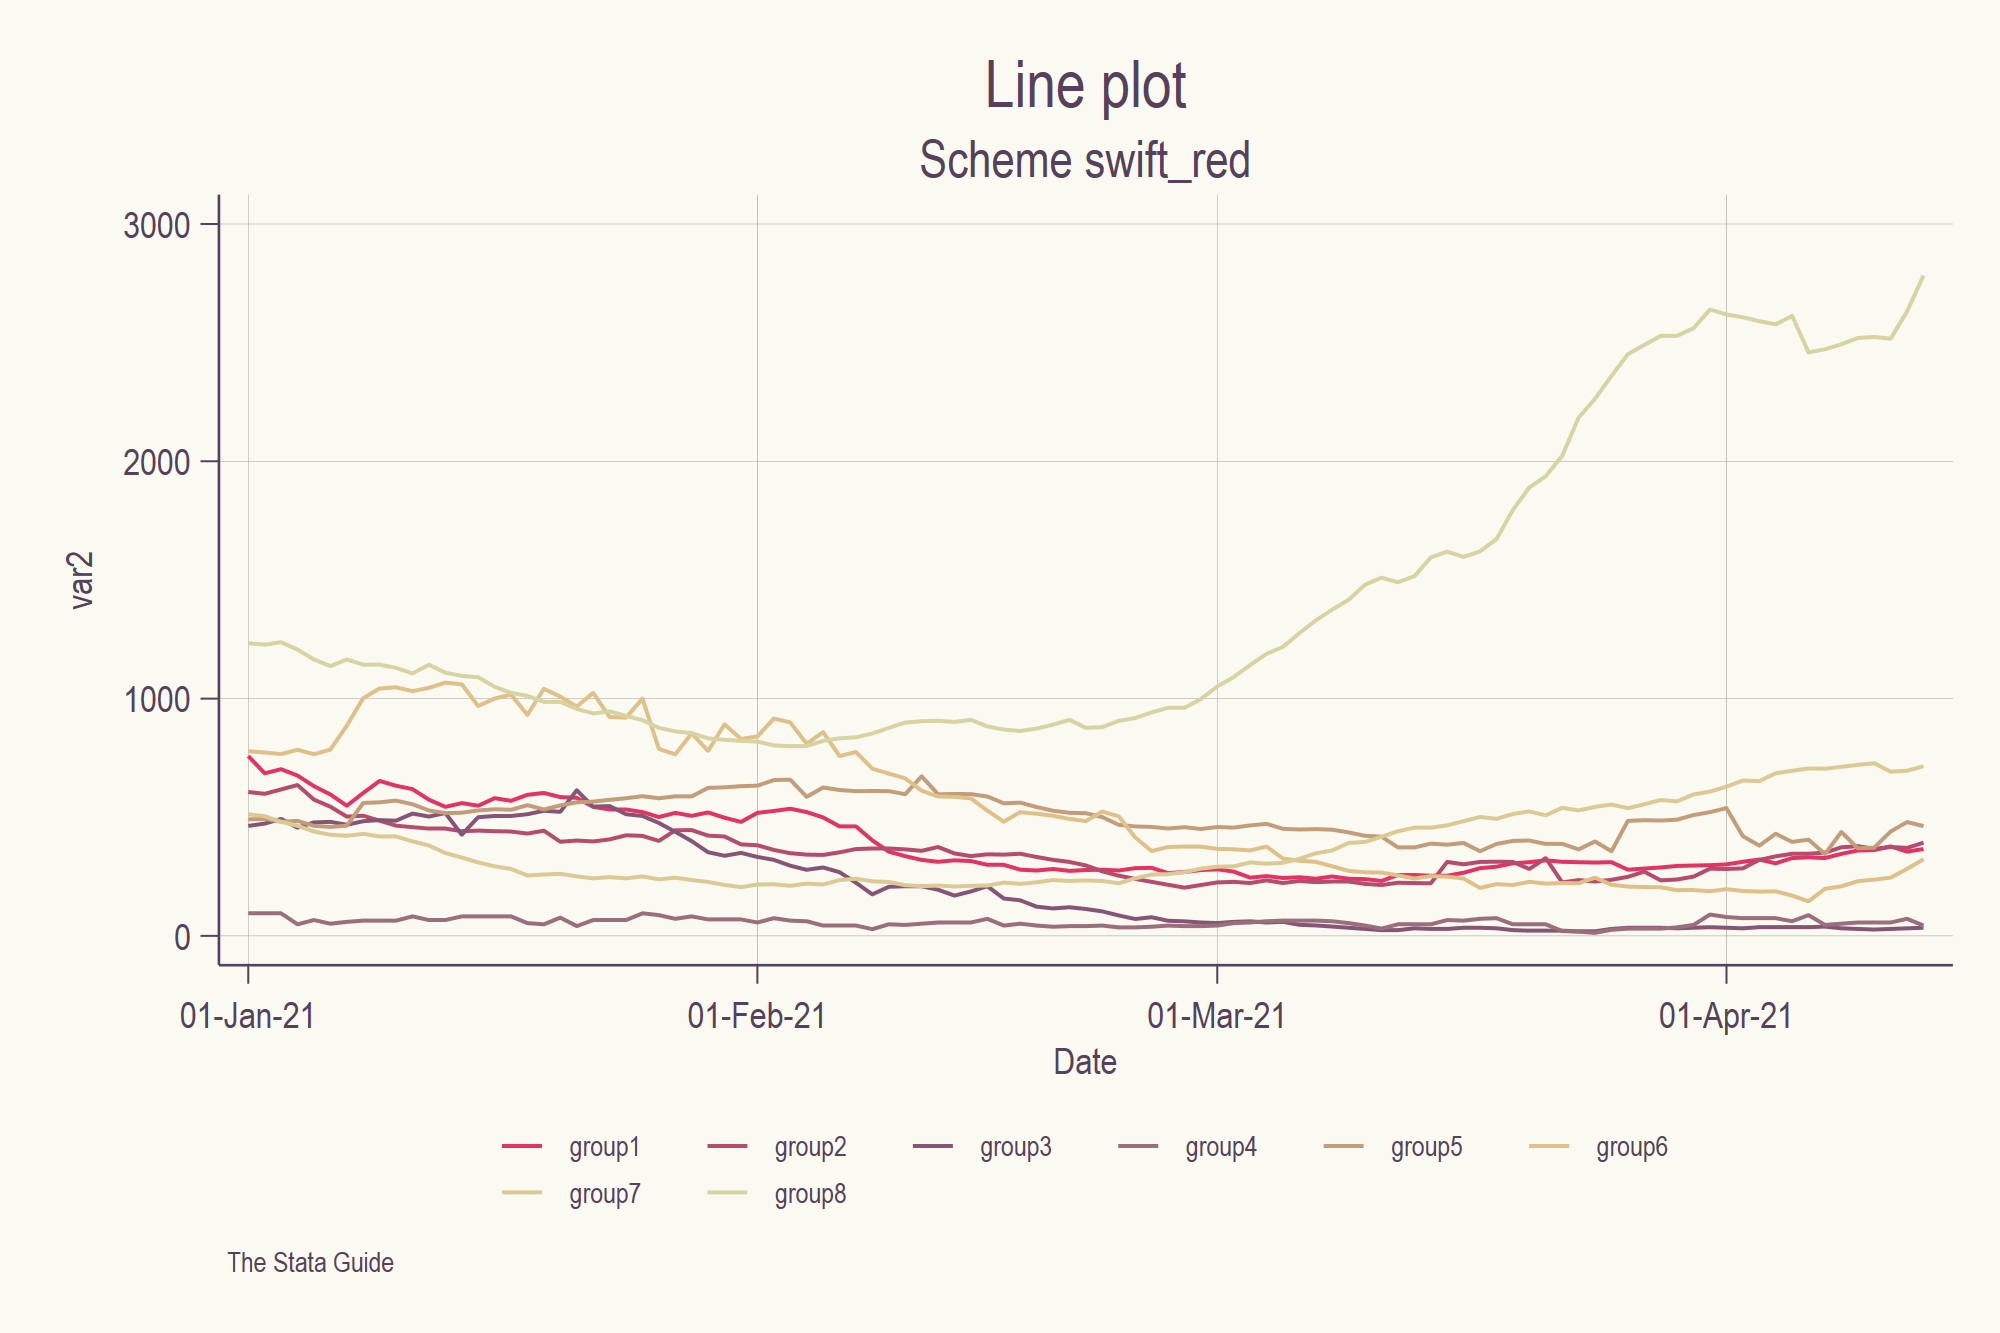 Line plot
Scheme swift_red
3000
2000
1000
0
var2
01-Jan-21 01-Feb-21 01-Mar-21 01-Apr-21
Date
group1 group2 group3 group4 group5 group6
group7 group8
The Stata Guide